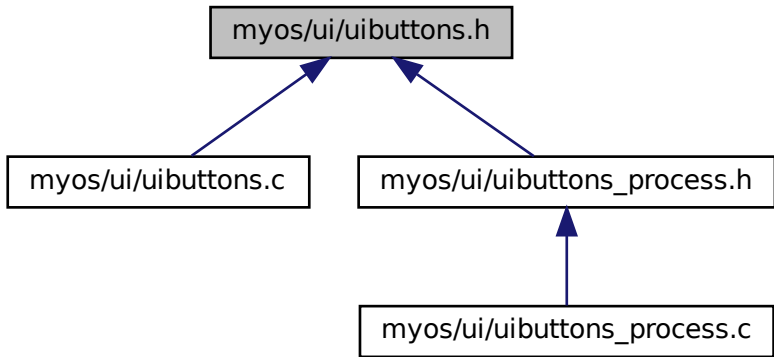 myos/ui/uibuttons.h
myos/ui/uibuttons.c
myos/ui/uibuttons_process.h
myos/ui/uibuttons_process.c